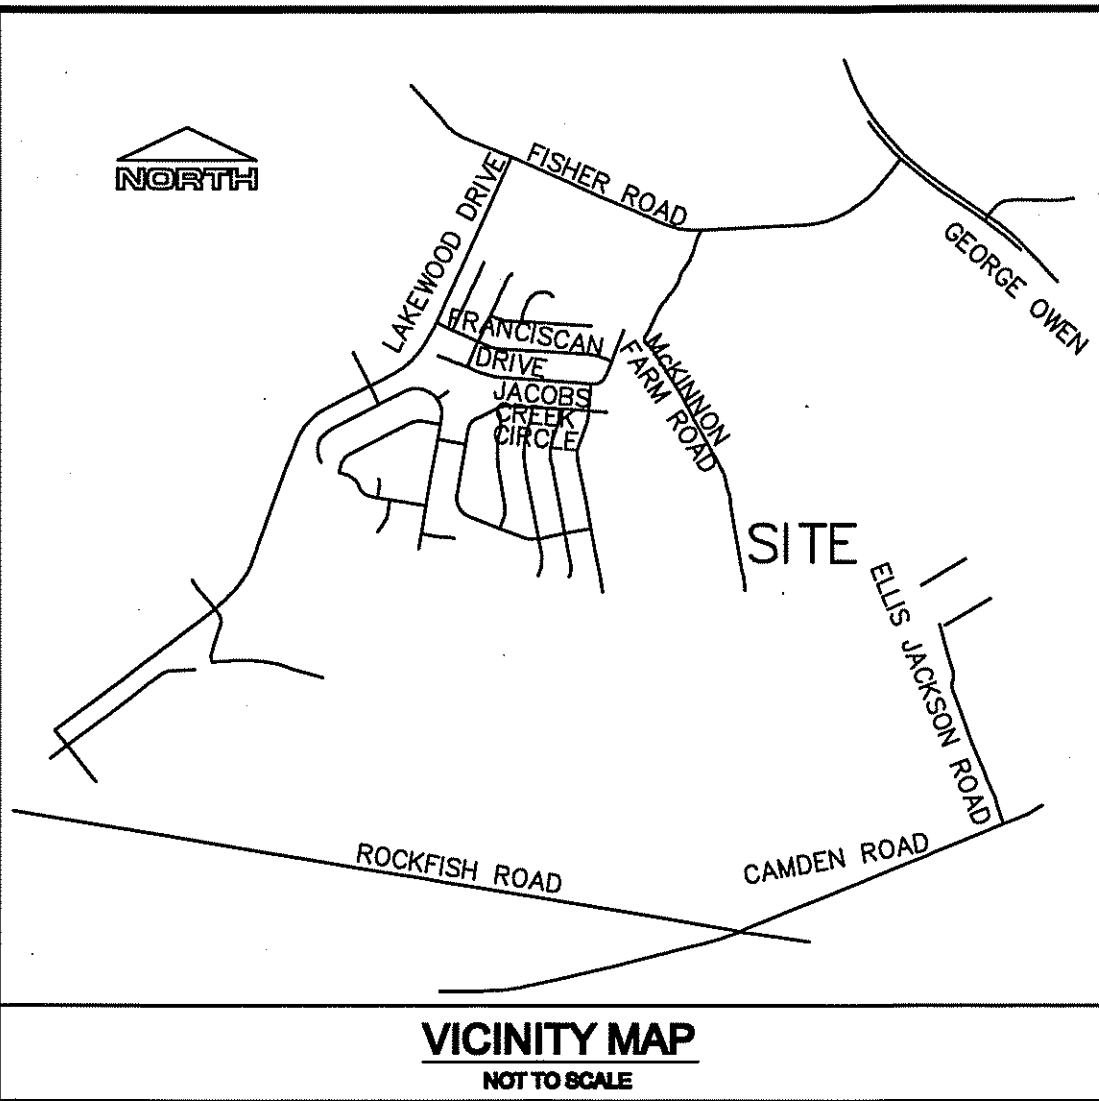 NORTH
FISHER ROAD
LAKEWOOD DRIVE
GEORGE OWEN
FRANCISCAN
DRIVE
McKINNON
FARM ROAD
JACOBS
CREEK
CIRCLE
SITE
ELLIS JACKSON ROAD
ROCKFISH ROAD
CAMDEN ROAD
VICINITY MAP
NOT TO SCALE